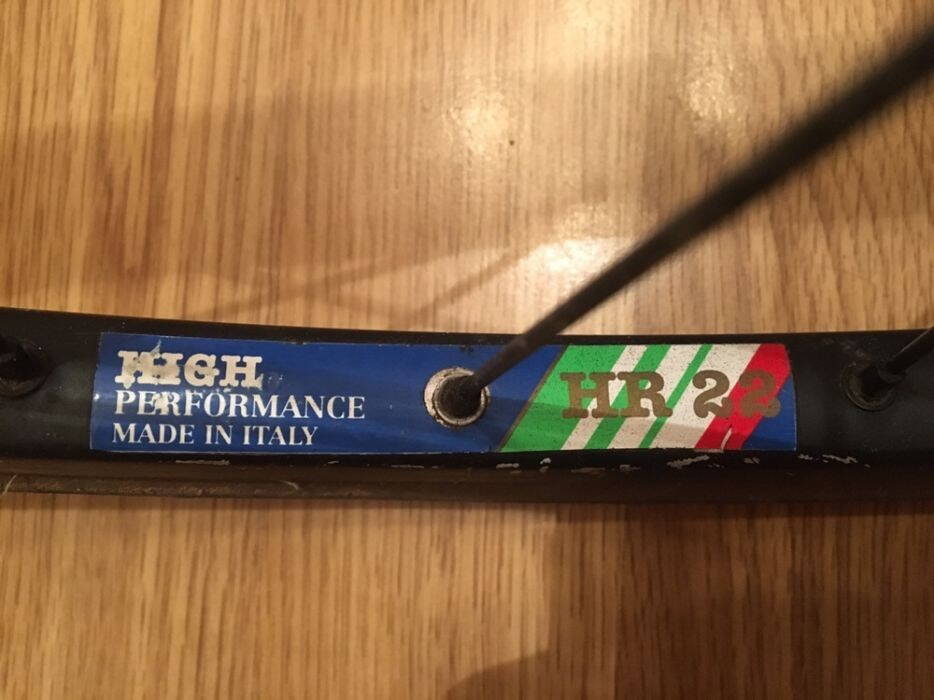 HIGH
PERFORMANCE
MADE IN ITALY
HR 22